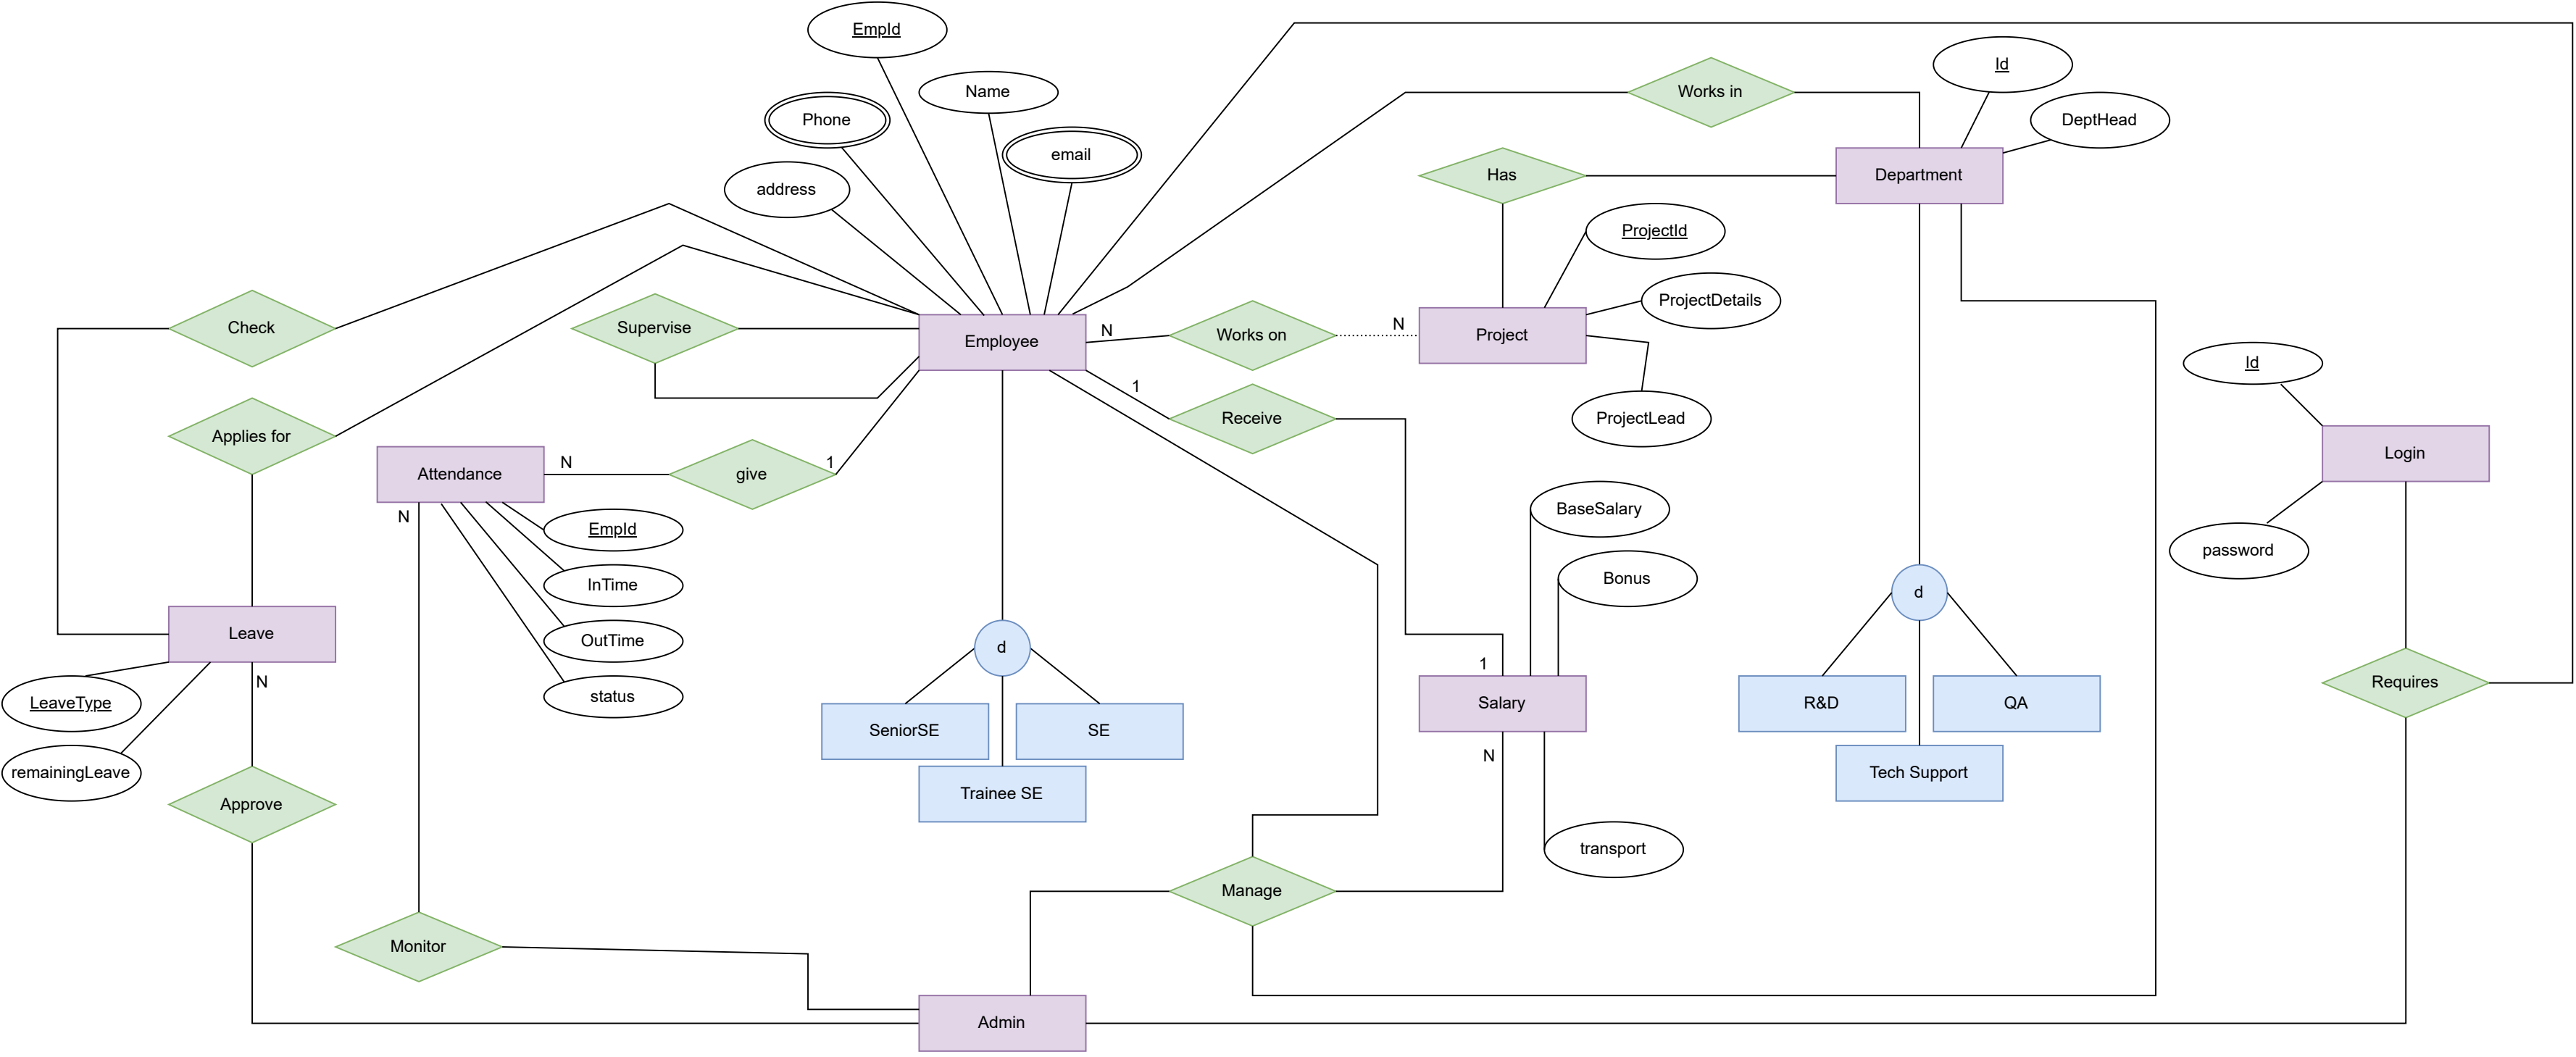 EmpId
Id
Name
Works in
Phone
DeptHead
email
Has
Department
address
ProjectId
ProjectDetails
Check
Supervise
N
N
Employee
Works on
Project
Id
1
Receive
ProjectLead
Applies for
Login
N
1
Attendance
give
BaseSalary
N
EmpId
password
Bonus
InTime
d
Leave
OutTime
d
1
N
Requires
LeaveType
status
Salary
R&D
QA
SeniorSE
SE
N
remainingLeave
Tech Support
Trainee SE
Approve
transport
Manage
Monitor
Admin